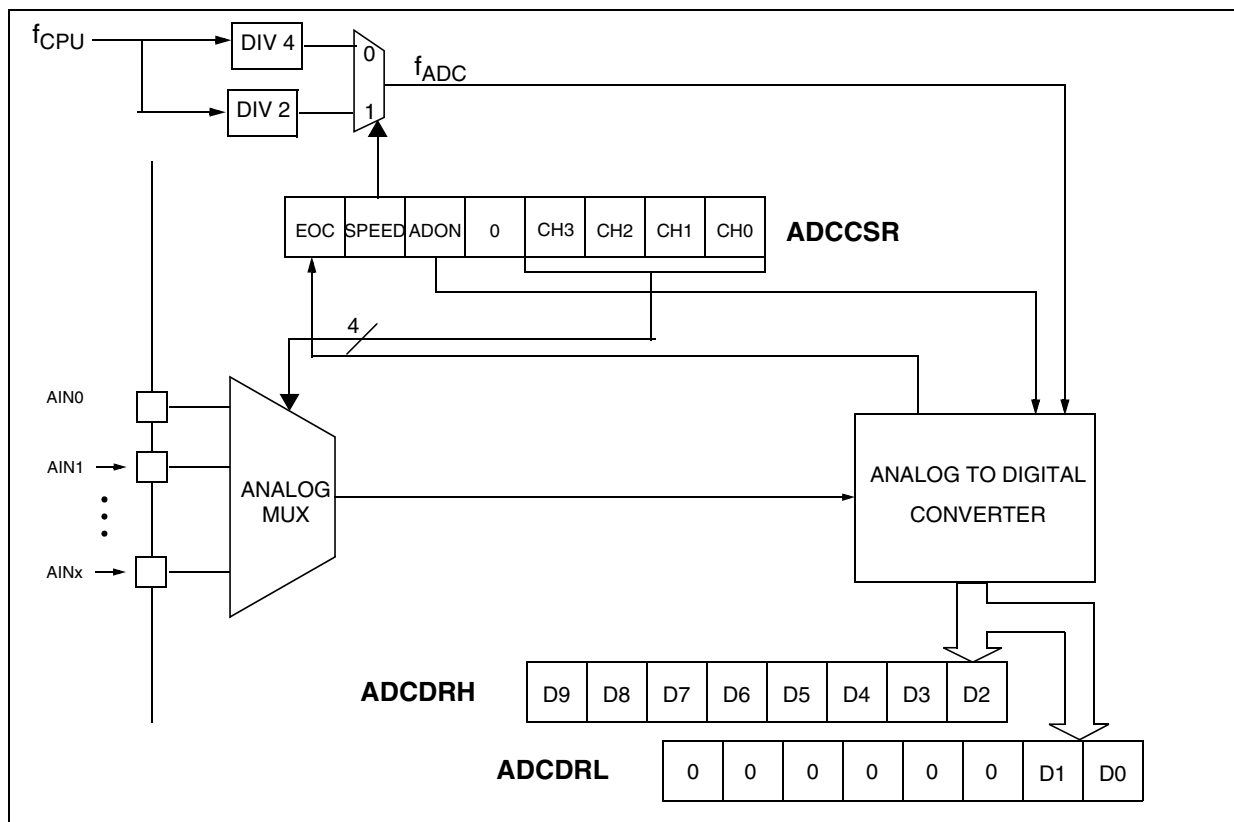 fCPU
DIV 4
0
fADC
DIV 2
1
EOC SPEED ADON 0 CH3 CH2 CH1 CH0 ADCCSR
4
AIN0
AIN1
ANALOG
MUX
AINx
ANALOG TO DIGITAL
CONVERTER
ADCDRH D9 D8 D7 D6 D5 D4 D3 D2
ADCDRL 0 0 0 0 0 0 D1 D0